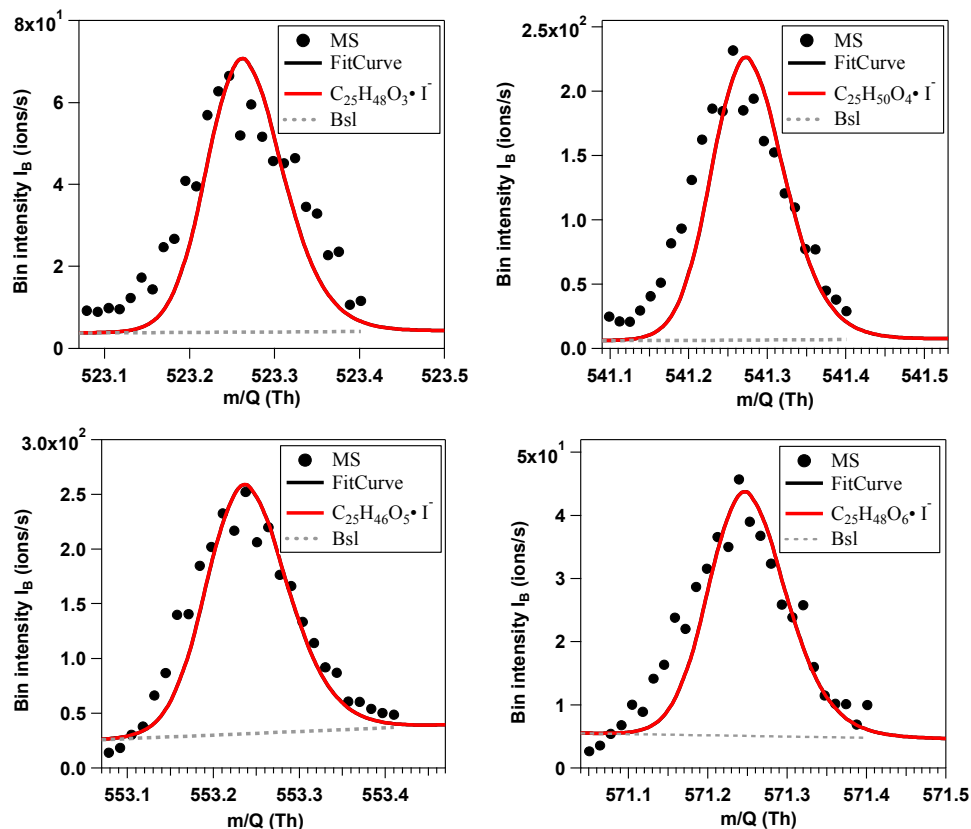 8x10¹
6
4
2
0
Bin intensity I_B (ions/s)
MS
FitCurve
C₂₅H₄₈O₃• I⁻
Bsl
523.1 523.2 523.3 523.4 523.5
m/Q (Th)
2.5x10²
2.0
1.5
1.0
0.5
0.0
Bin intensity I_B (ions/s)
MS
FitCurve
C₂₅H₅₀O₄• I⁻
Bsl
541.1 541.2 541.3 541.4 541.5
m/Q (Th)
3.0x10²
2.5
2.0
1.5
1.0
0.5
0.0
Bin intensity I_B (ions/s)
MS
FitCurve
C₂₅H₄₆O₅• I⁻
Bsl
553.1 553.2 553.3 553.4
m/Q (Th)
5x10¹
4
3
2
1
0
Bin intensity I_B (ions/s)
MS
FitCurve
C₂₅H₄₈O₆• I⁻
Bsl
571.1 571.2 571.3 571.4 571.5
m/Q (Th)